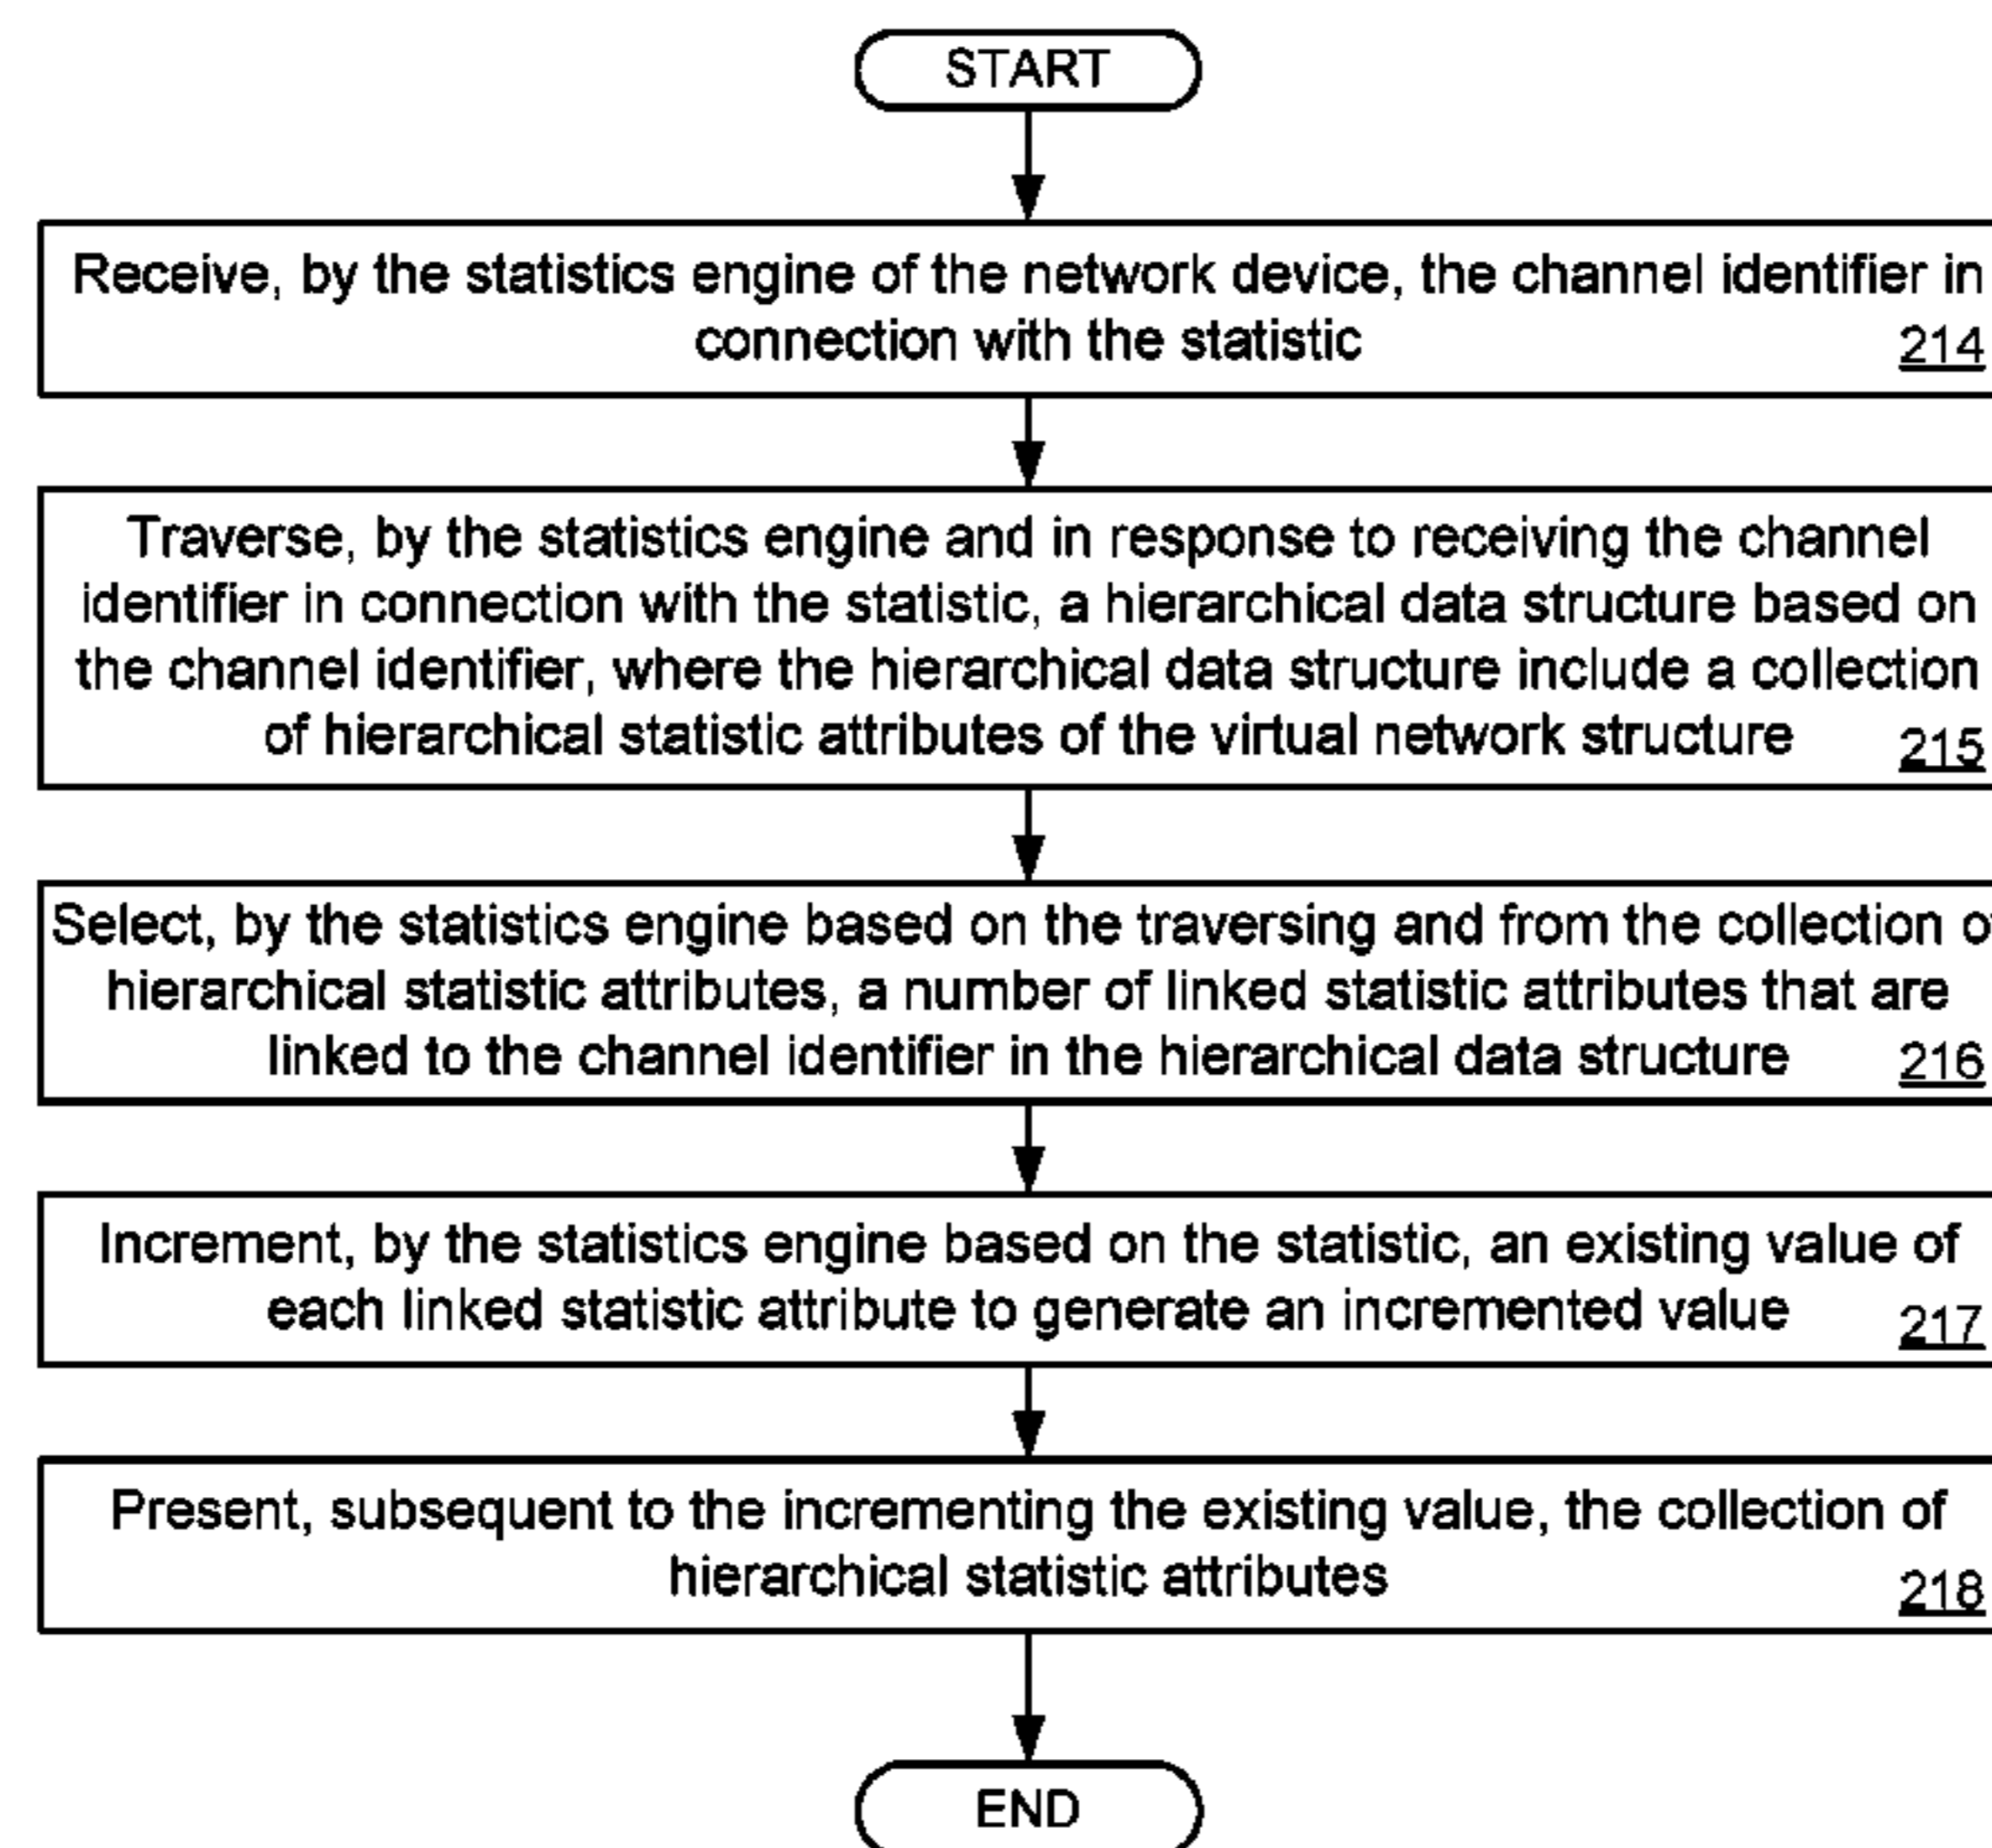 START
Receive, by the statistics engine of the network device, the channel identifier in
connection with the statistic
214
Traverse, by the statistics engine and in response to receiving the channel
identifier in connection with the statistic, a hierarchical data structure based on
the channel identifier, where the hierarchical data structure include a collection
of hierarchical statistic attributes of the virtual network structure
215
Select, by the statistics engine based on the traversing and from the collection of
hierarchical statistic attributes, a number of linked statistic attributes that are
linked to the channel identifier in the hierarchical data structure
216
Increment, by the statistics engine based on the statistic, an existing value of
each linked statistic attribute to generate an incremented value
217
Present, subsequent to the incrementing the existing value, the collection of
hierarchical statistic attributes
218
END